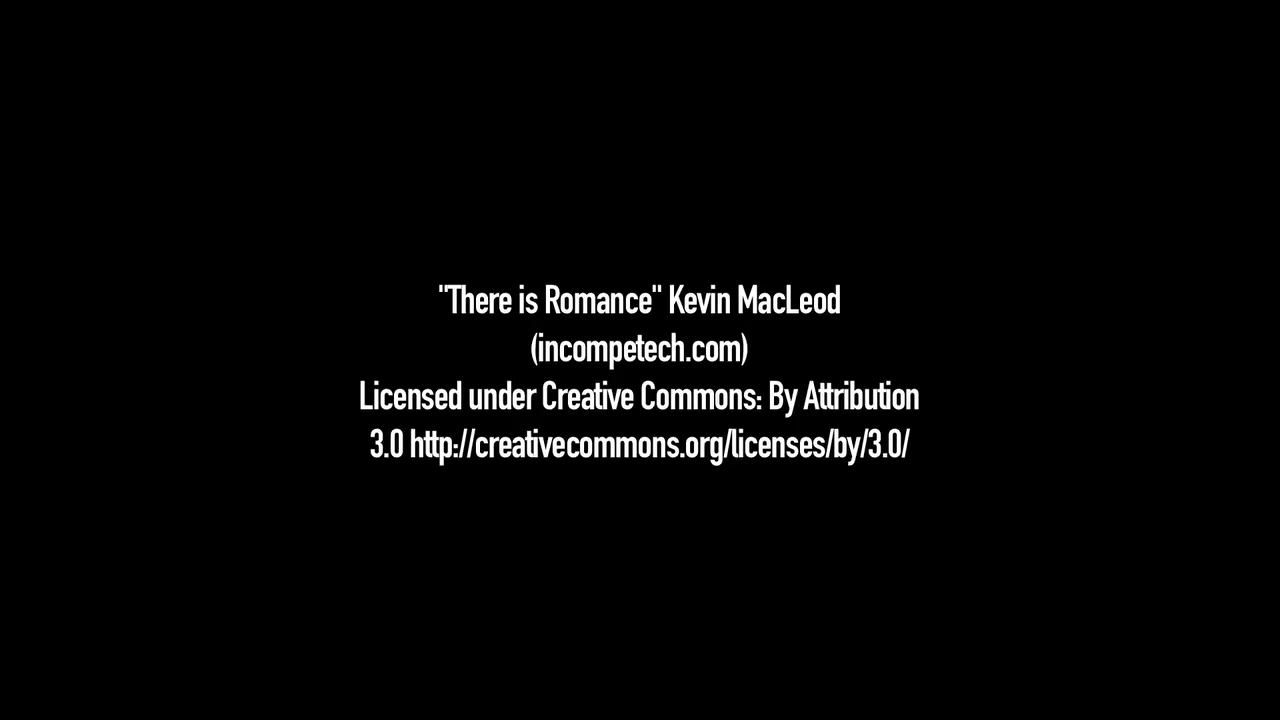 "There is Romance" Kevin MacLeod
(incompetech.com)
Licensed under Creative Commons: By Attribution
3.0 http://creativecommons.org/licenses/by/3.0/